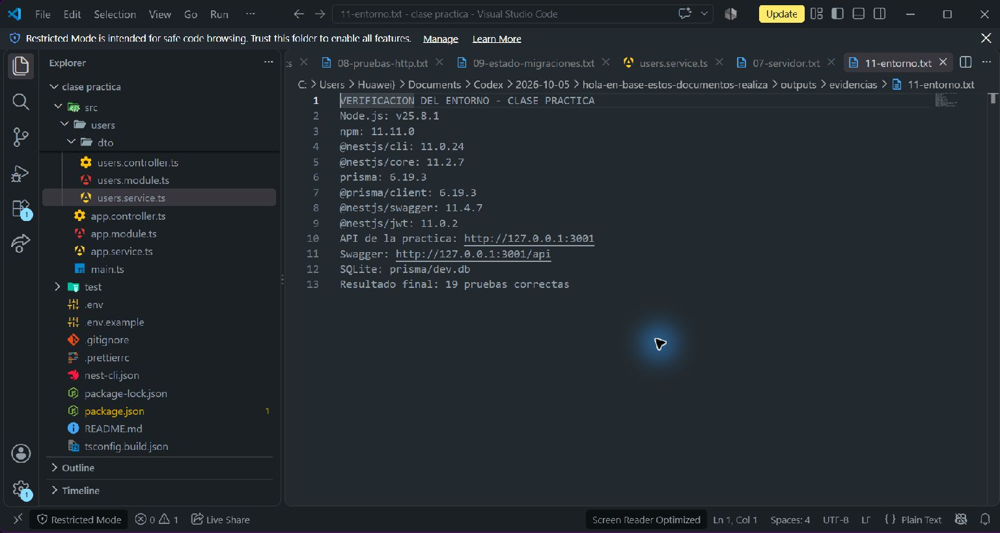 File Edit Selection View Go Run ···
11-entorno.txt - clase practica - Visual Studio Code
Update
Restricted Mode is intended for safe code browsing. Trust this folder to enable all features. Manage Learn More
Explorer ···
clase practica
src
users
dto
users.controller.ts
users.module.ts
users.service.ts
app.controller.ts
app.module.ts
app.service.ts
main.ts
test
.env
.env.example
.gitignore
.prettierrc
nest-cli.json
package-lock.json
package.json 1
README.md
tsconfig.build.json
Outline
Timeline
1
1
ts 08-pruebas-http.txt 09-estado-migraciones.txt users.service.ts 07-servidor.txt 11-entorno.txt ···
C: > Users > Huawei} > Documents > Codex > 2026-10-05 > hola-en-base-estos-documentos-realiza > outputs > evidencias > 11-entorno.txt
1 VERIFICACION DEL ENTORNO - CLASE PRACTICA
2 Node.js: v25.8.1
3 npm: 11.11.0
4 @nestjs/cli: 11.0.24
5 @nestjs/core: 11.2.7
6 prisma: 6.19.3
7 @prisma/client: 6.19.3
8 @nestjs/swagger: 11.4.7
9 @nestjs/jwt: 11.0.2
10 API de la practica: http://127.0.0.1:3001
11 Swagger: http://127.0.0.1:3001/api
12 SQLite: prisma/dev.db
13 Resultado final: 19 pruebas correctas
Restricted Mode 0 1 Live Share Screen Reader Optimized Ln 1, Col 1 Spaces: 4 UTF-8 LF {} Plain Text